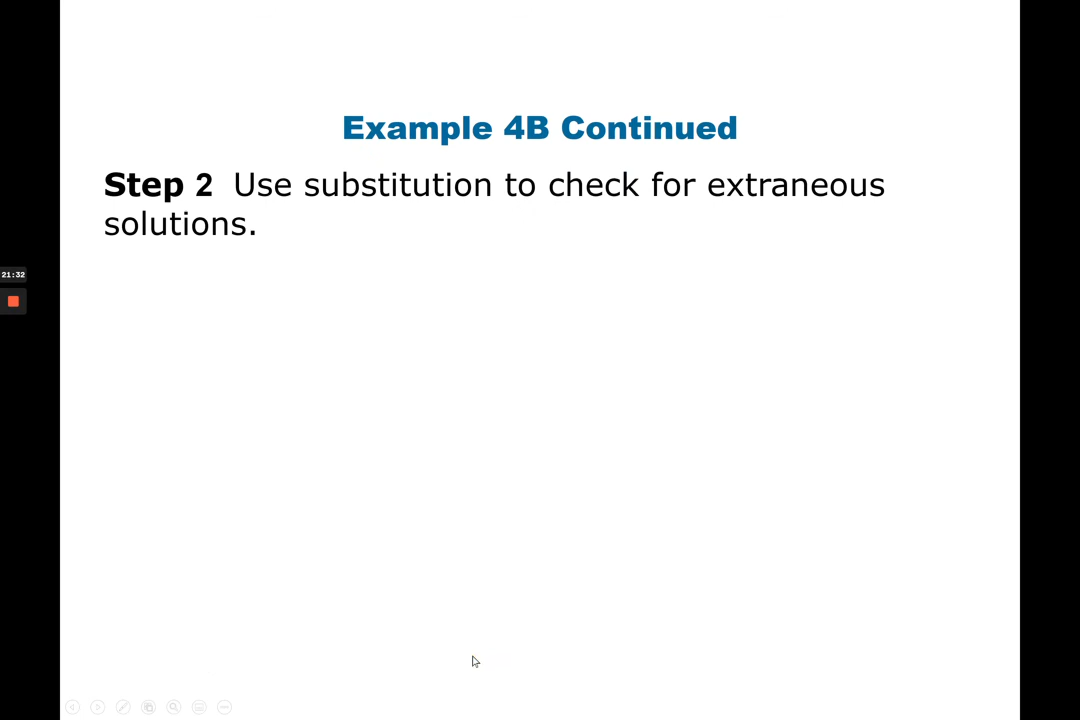 Example 4B Continued
Step 2 Use substitution to check for extraneous
solutions.
21:32